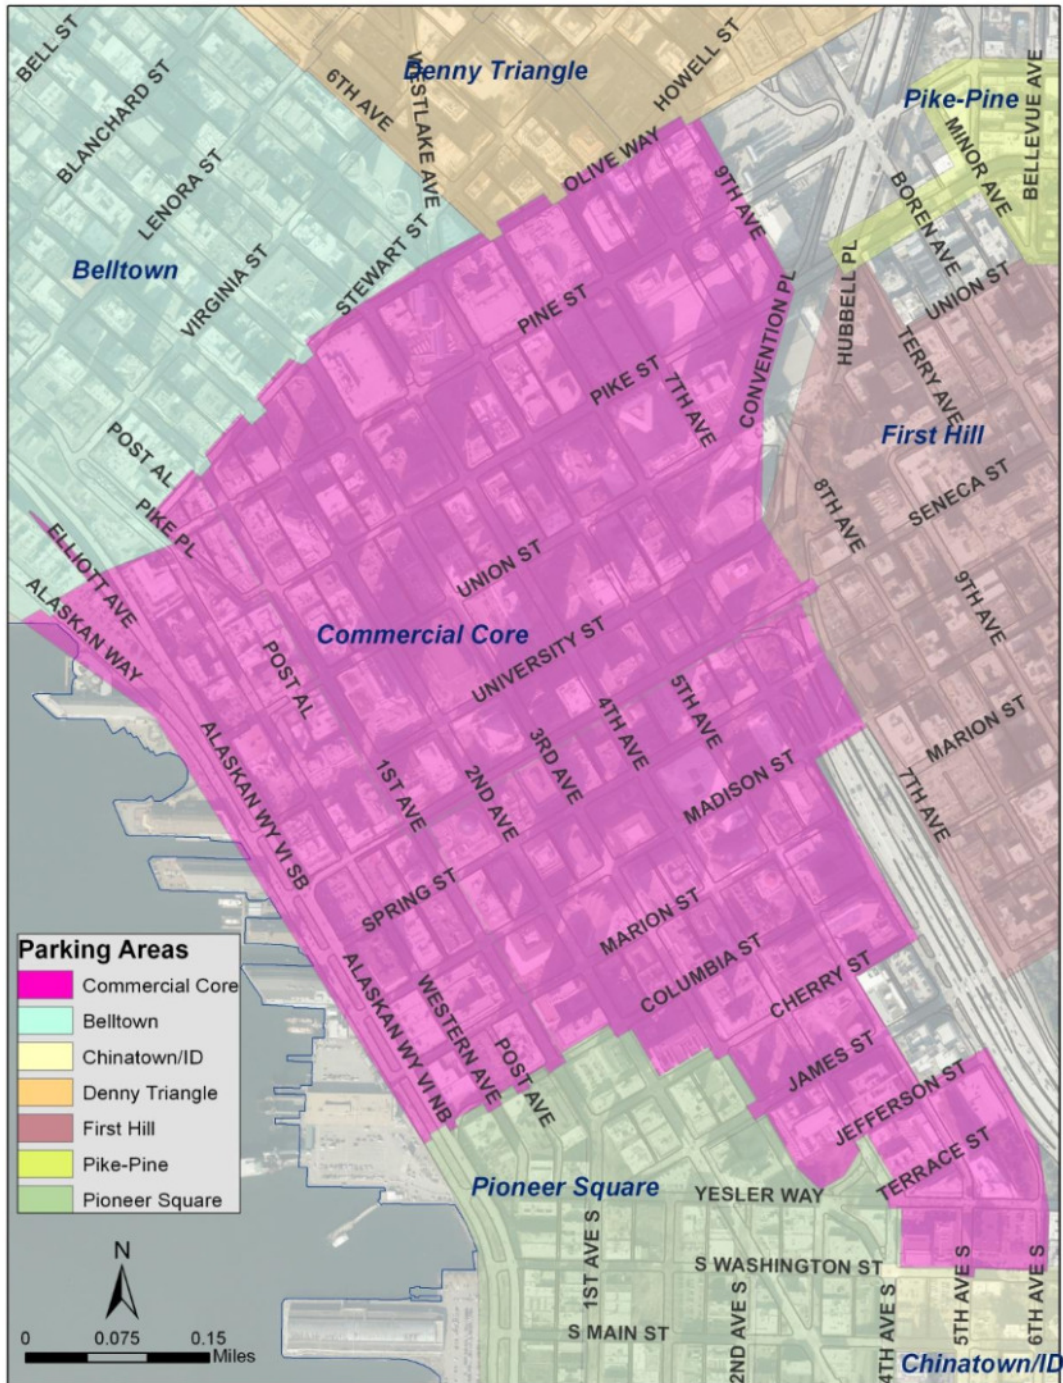 BELL ST
BLANCHARD ST
LENORA ST
VIRGINIA ST
STEWART ST
6TH AVE
WESTLAKE AVE
Denny Triangle
HOWELL ST
OLIVE WAY
Pike-Pine
MINOR AVE
BELLEVUE AVE
BOREN AVE
9TH AVE
UNION ST
HUBBELL PL
CONVENTION PL
TERRY AVE
Belltown
PINE ST
PIKE ST
7TH AVE
First Hill
SENECA ST
8TH AVE
9TH AVE
POST AL
PIKE PL
ELLIOTT AVE
ALASKAN WAY
UNION ST
Commercial Core
UNIVERSITY ST
POST AL
ALASKAN WY VI SB
1ST AVE
2ND AVE
3RD AVE
4TH AVE
5TH AVE
MADISON ST
MARION ST
7TH AVE
SPRING ST
MARION ST
COLUMBIA ST
CHERRY ST
JAMES ST
JEFFERSON ST
TERRACE ST
ALASKAN WY VI NB
WESTERN AVE
POST AVE
Pioneer Square
YESLER WAY
S WASHINGTON ST
S MAIN ST
1ST AVE S
2ND AVE S
4TH AVE S
5TH AVE S
6TH AVE S
Chinatown/ID
Parking Areas
Commercial Core
Belltown
Chinatown/ID
Denny Triangle
First Hill
Pike-Pine
Pioneer Square
N
0 0.075 0.15
Miles